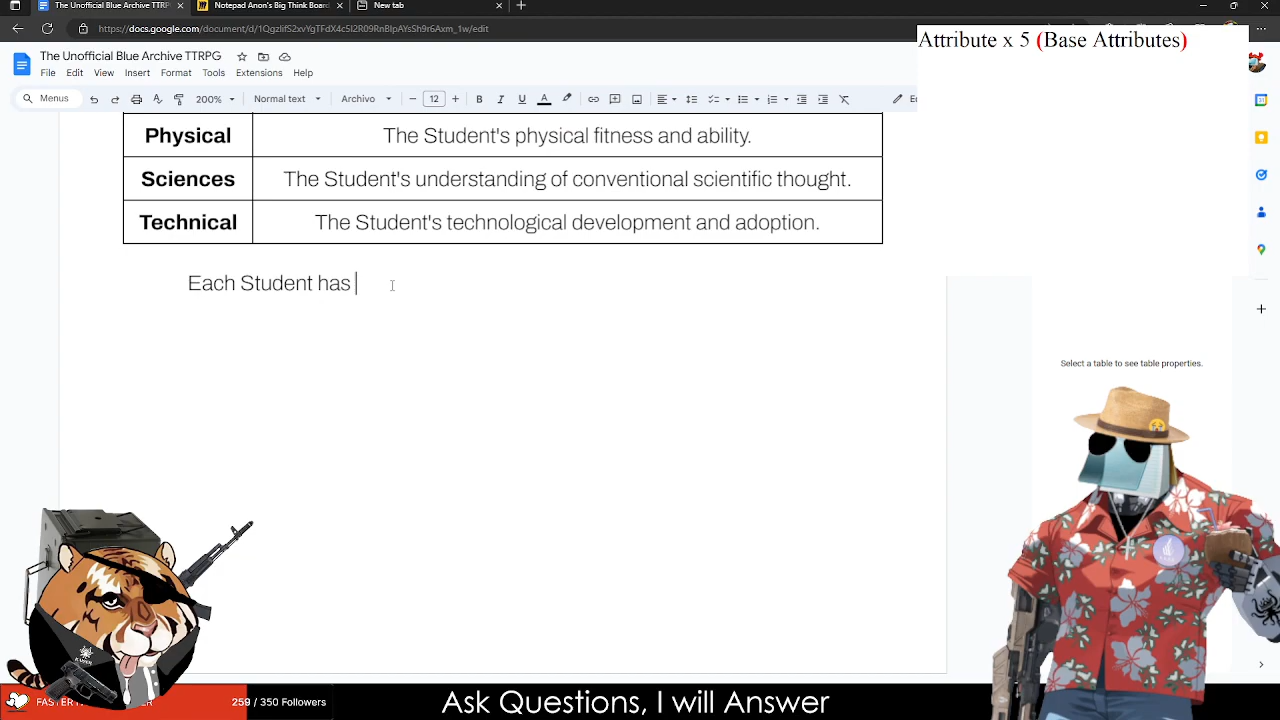 The Unofficial Blue Archive TTRP
Notepad Anon's Big Think Board
New tab
https://docs.google.com/document/d/1QgzIifS2xvYgTFdX4c5I2R09RnBlpAYsSh9r6Axm_1w/edit
Attribute x 5 (Base Attributes)
The Unofficial Blue Archive TTRPG
File Edit View Insert Format Tools Extensions Help
Menus 200% Normal text Archivo 12 B I U A
Physical The Student's physical fitness and ability.
Sciences The Student's understanding of conventional scientific thought.
Technical The Student's technological development and adoption.
Each Student has
Select a table to see table properties.
259 / 350 Followers
Ask Questions, I will Answer